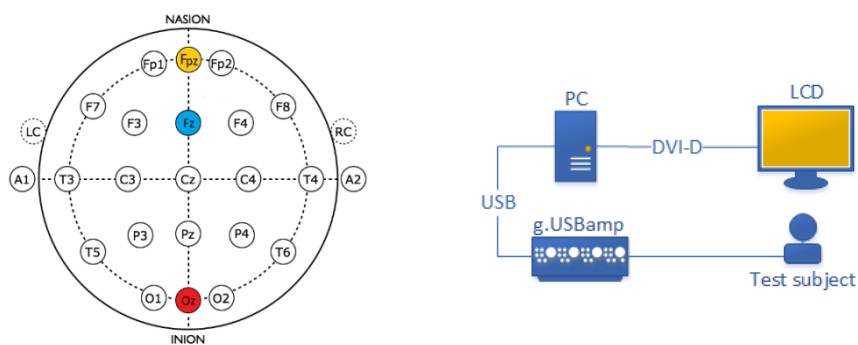 NASION
Fp1
Fpz
Fp2
F7
F3
Fz
F4
F8
LC
RC
A1
T3
C3
Cz
C4
T4
A2
P3
Pz
P4
T5
T6
O1
Oz
O2
INION
PC
LCD
DVI-D
USB
g.USBamp
Test subject